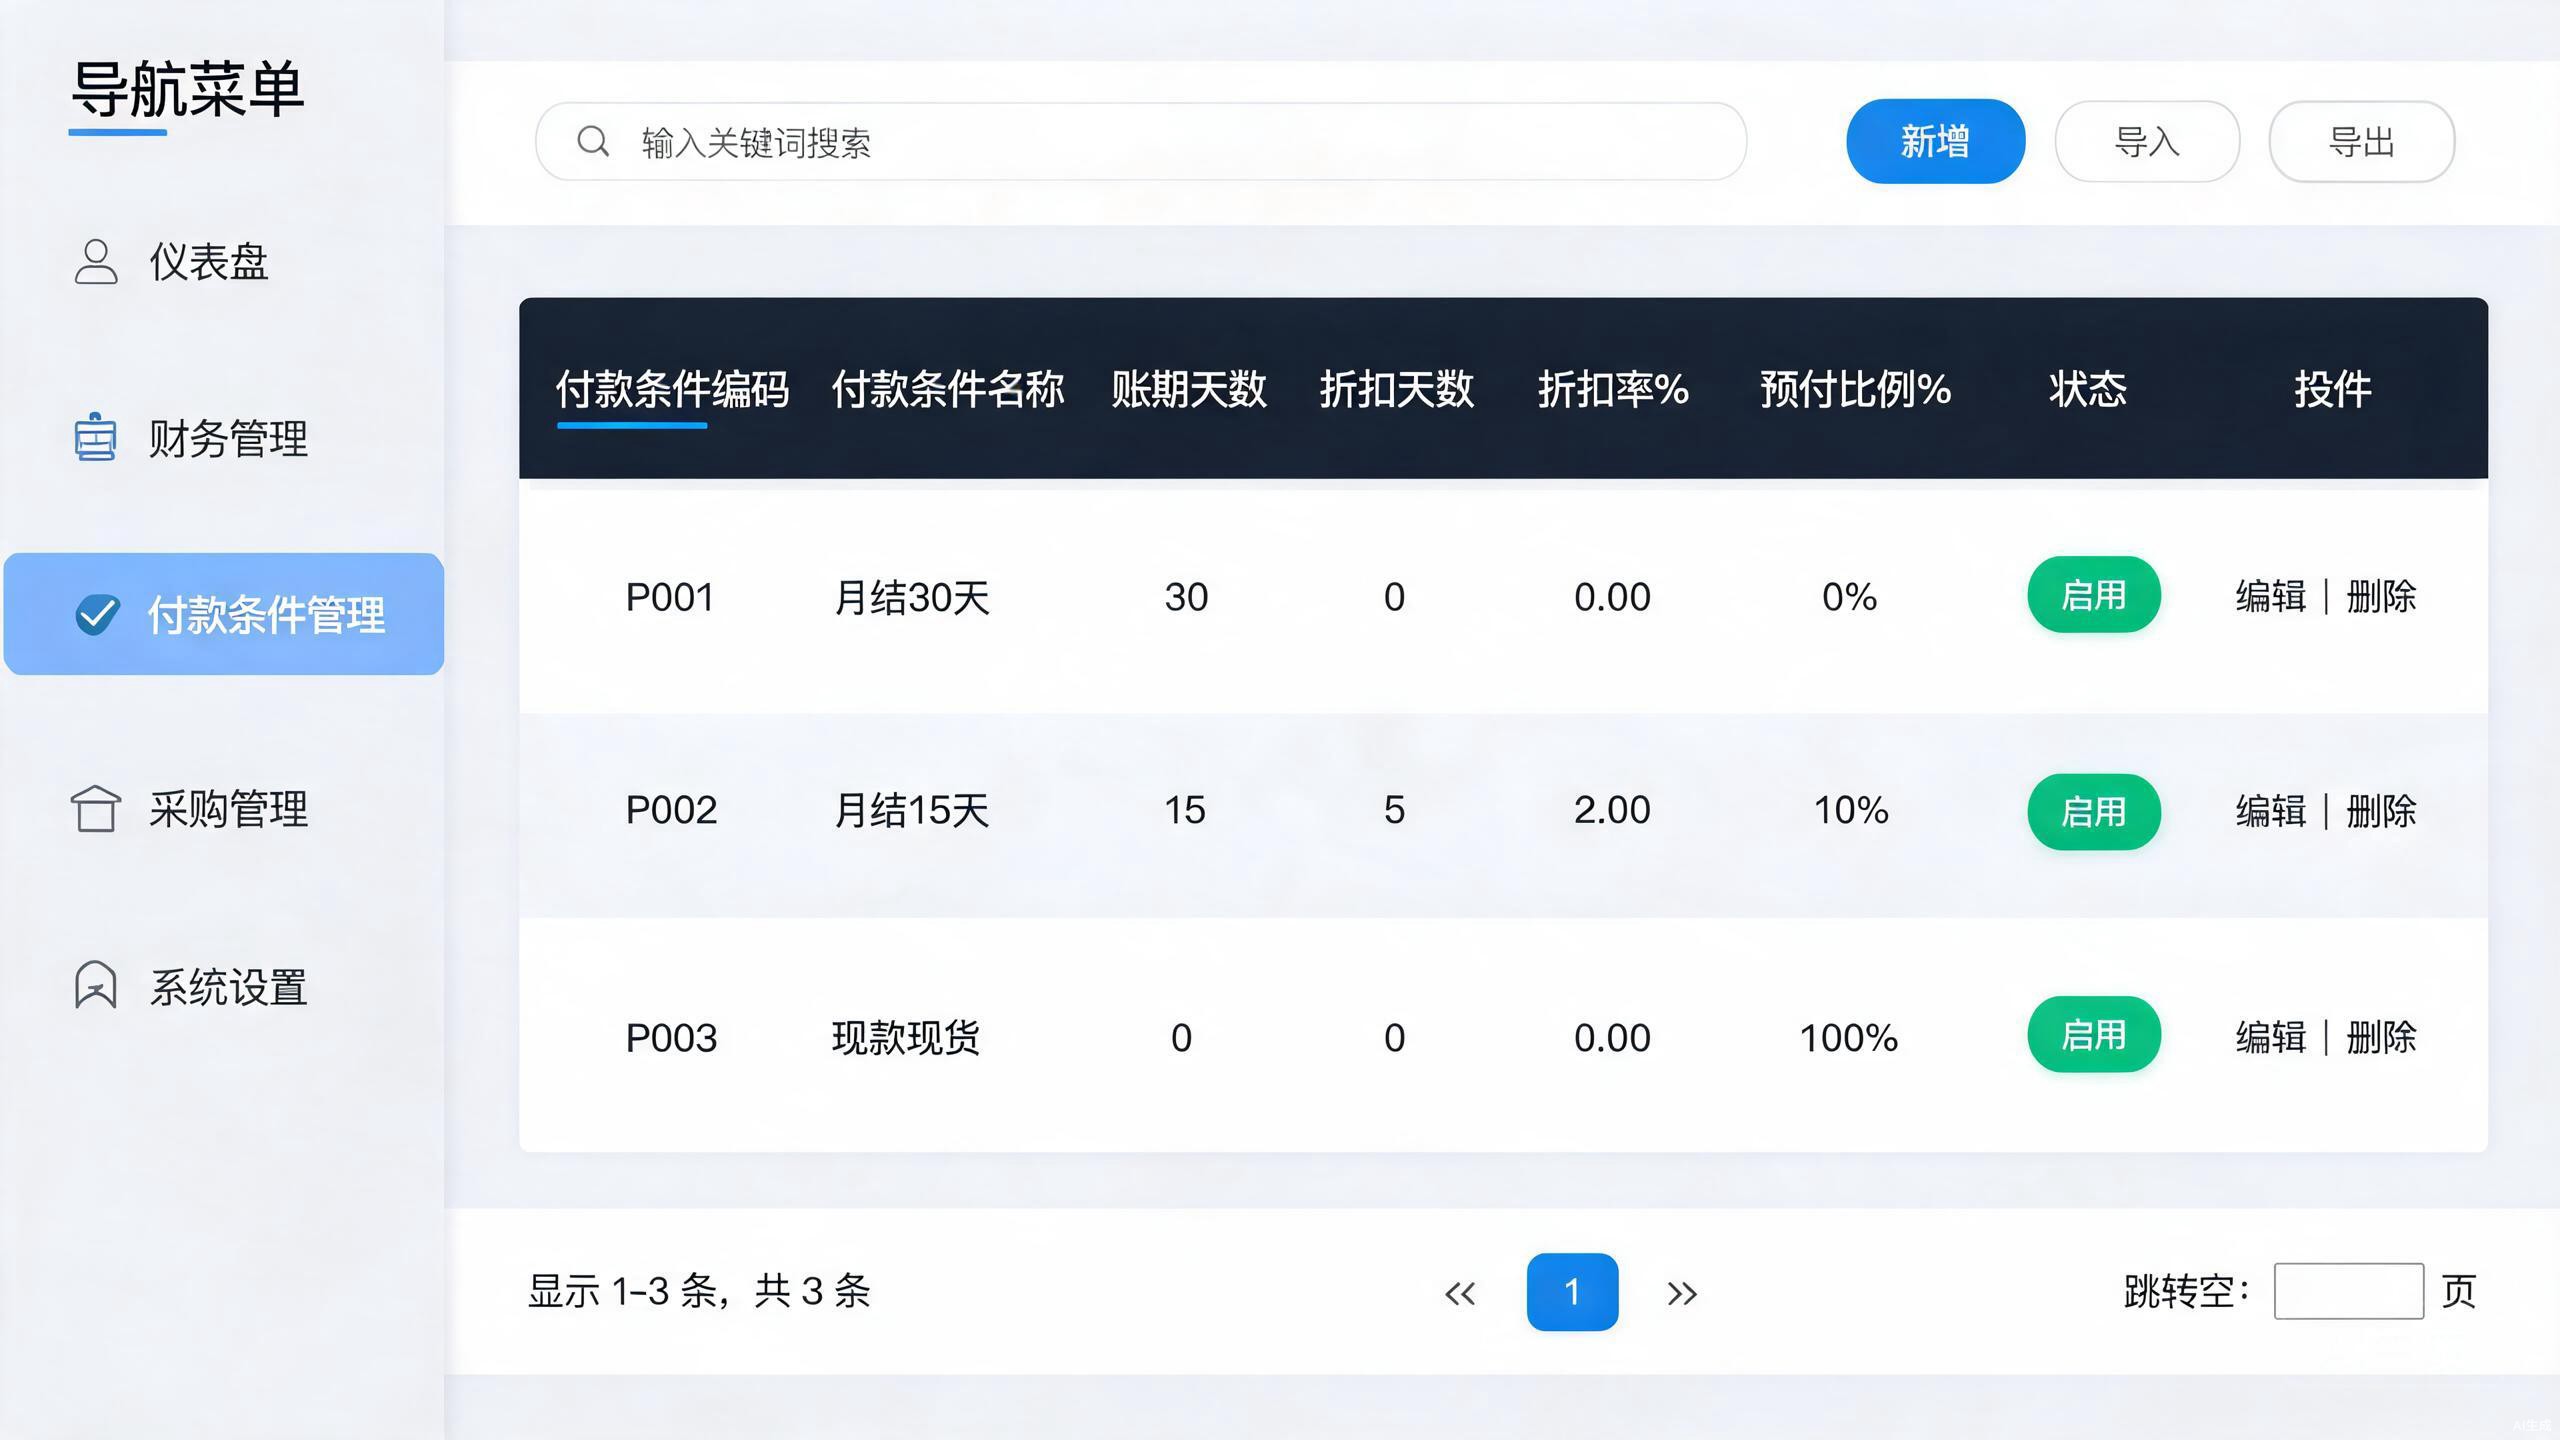 导航菜单
仪表盘
财务管理
付款条件管理
采购管理
系统设置
输入关键词搜索
新增
导入
导出
付款条件编码 付款条件名称 账期天数 折扣天数 折扣率% 预付比例% 状态 投件
P001 月结30天 30 0 0.00 0% 启用 编辑 | 删除
P002 月结15天 15 5 2.00 10% 启用 编辑 | 删除
P003 现款现货 0 0 0.00 100% 启用 编辑 | 删除
显示 1-3 条，共 3 条
« 1 »
跳转空： 页
AI生成